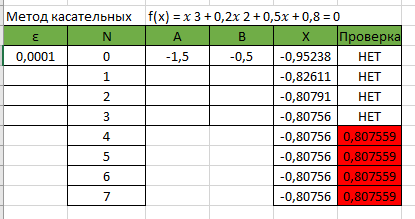 Метод касательных f(x) = x 3 + 0,2x 2 + 0,5x + 0,8 = 0
ε N A B X Проверка
0,0001 0 -1,5 -0,5 -0,95238 НЕТ
1 -0,82611 НЕТ
2 -0,80791 НЕТ
3 -0,80756 НЕТ
4 -0,80756 0,807559
5 -0,80756 0,807559
6 -0,80756 0,807559
7 -0,80756 0,807559